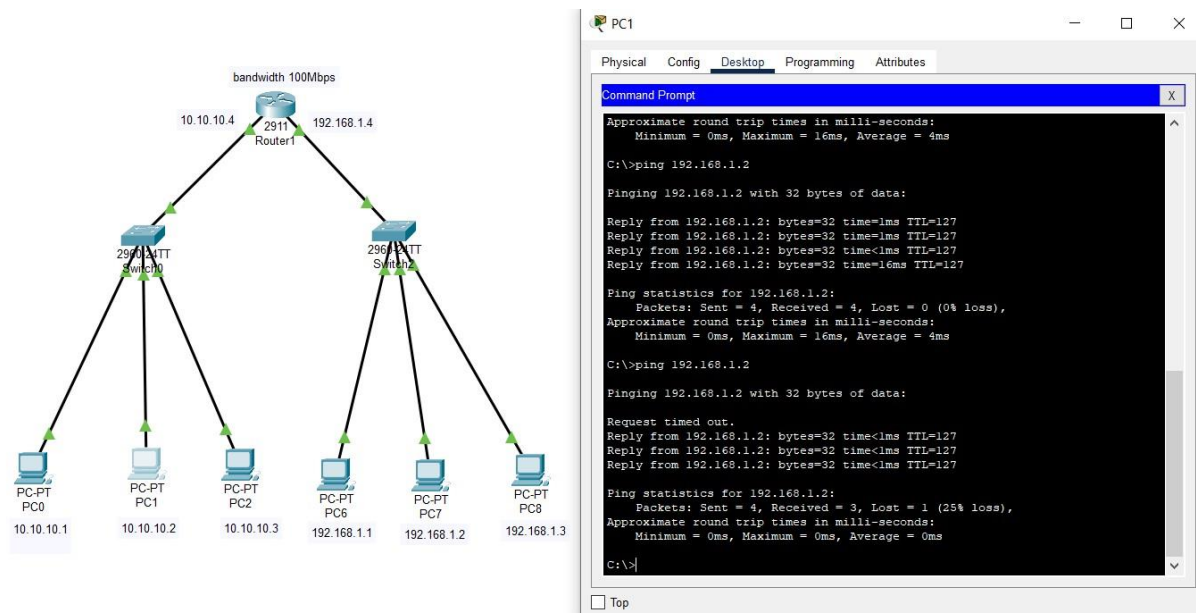 bandwidth 100Mbps
10.10.10.4
192.168.1.4
2911
Router1
2960-24TT
Switch0
2960-24TT
Switch2
PC-PT
PC0
10.10.10.1
PC-PT
PC1
10.10.10.2
PC-PT
PC2
10.10.10.3
PC-PT
PC6
192.168.1.1
PC-PT
PC7
192.168.1.2
PC-PT
PC8
192.168.1.3
PC1
Physical Config Desktop Programming Attributes
Command Prompt
X
Approximate round trip times in milli-seconds:
Minimum = 0ms, Maximum = 16ms, Average = 4ms
C:\>ping 192.168.1.2
Pinging 192.168.1.2 with 32 bytes of data:
Reply from 192.168.1.2: bytes=32 time=1ms TTL=127
Reply from 192.168.1.2: bytes=32 time=1ms TTL=127
Reply from 192.168.1.2: bytes=32 time<1ms TTL=127
Reply from 192.168.1.2: bytes=32 time=16ms TTL=127
Ping statistics for 192.168.1.2:
Packets: Sent = 4, Received = 4, Lost = 0 (0% loss),
Approximate round trip times in milli-seconds:
Minimum = 0ms, Maximum = 16ms, Average = 4ms
C:\>ping 192.168.1.2
Pinging 192.168.1.2 with 32 bytes of data:
Request timed out.
Reply from 192.168.1.2: bytes=32 time<1ms TTL=127
Reply from 192.168.1.2: bytes=32 time<1ms TTL=127
Reply from 192.168.1.2: bytes=32 time<1ms TTL=127
Ping statistics for 192.168.1.2:
Packets: Sent = 4, Received = 3, Lost = 1 (25% loss),
Approximate round trip times in milli-seconds:
Minimum = 0ms, Maximum = 0ms, Average = 0ms
C:\>
Top